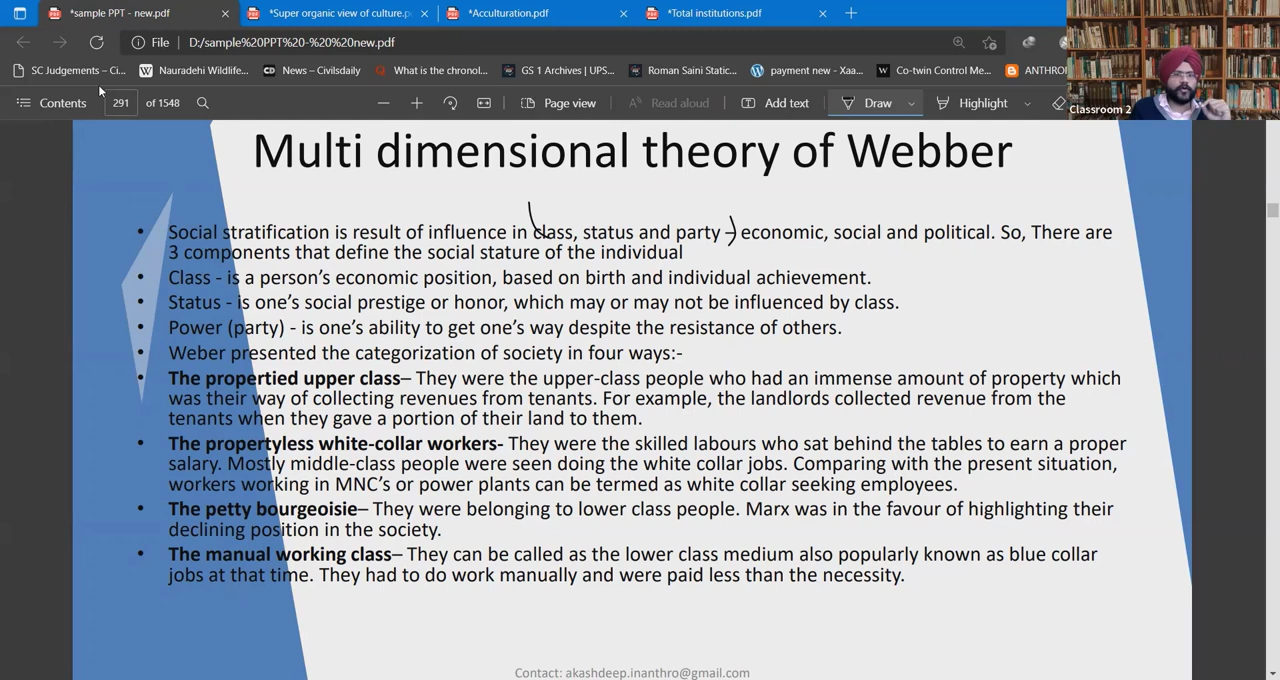 *sample PPT - new.pdf
*Super organic view of culture.p
*Acculturation.pdf
*Total institutions.pdf
File
D:/sample%20PPT%20-%20%20new.pdf
SC Judgements – Ci...
Nauradehi Wildlife...
News – Civilsdaily
What is the chronol...
GS 1 Archives | UPS...
Roman Saini Static...
payment new - Xaa...
Co-twin Control Me...
ANTHRO
Contents
291
of 1548
Page view
Read aloud
Add text
Draw
Highlight
Classroom 2
Multi dimensional theory of Webber
• Social stratification is result of influence in class, status and party – economic, social and political. So, There are
3 components that define the social stature of the individual
• Class - is a person's economic position, based on birth and individual achievement.
• Status - is one's social prestige or honor, which may or may not be influenced by class.
• Power (party) - is one's ability to get one's way despite the resistance of others.
• Weber presented the categorization of society in four ways:-
• The propertied upper class– They were the upper-class people who had an immense amount of property which
was their way of collecting revenues from tenants. For example, the landlords collected revenue from the
tenants when they gave a portion of their land to them.
• The propertyless white-collar workers- They were the skilled labours who sat behind the tables to earn a proper
salary. Mostly middle-class people were seen doing the white collar jobs. Comparing with the present situation,
workers working in MNC's or power plants can be termed as white collar seeking employees.
• The petty bourgeoisie– They were belonging to lower class people. Marx was in the favour of highlighting their
declining position in the society.
• The manual working class– They can be called as the lower class medium also popularly known as blue collar
jobs at that time. They had to do work manually and were paid less than the necessity.
Contact: akashdeep.inanthro@gmail.com